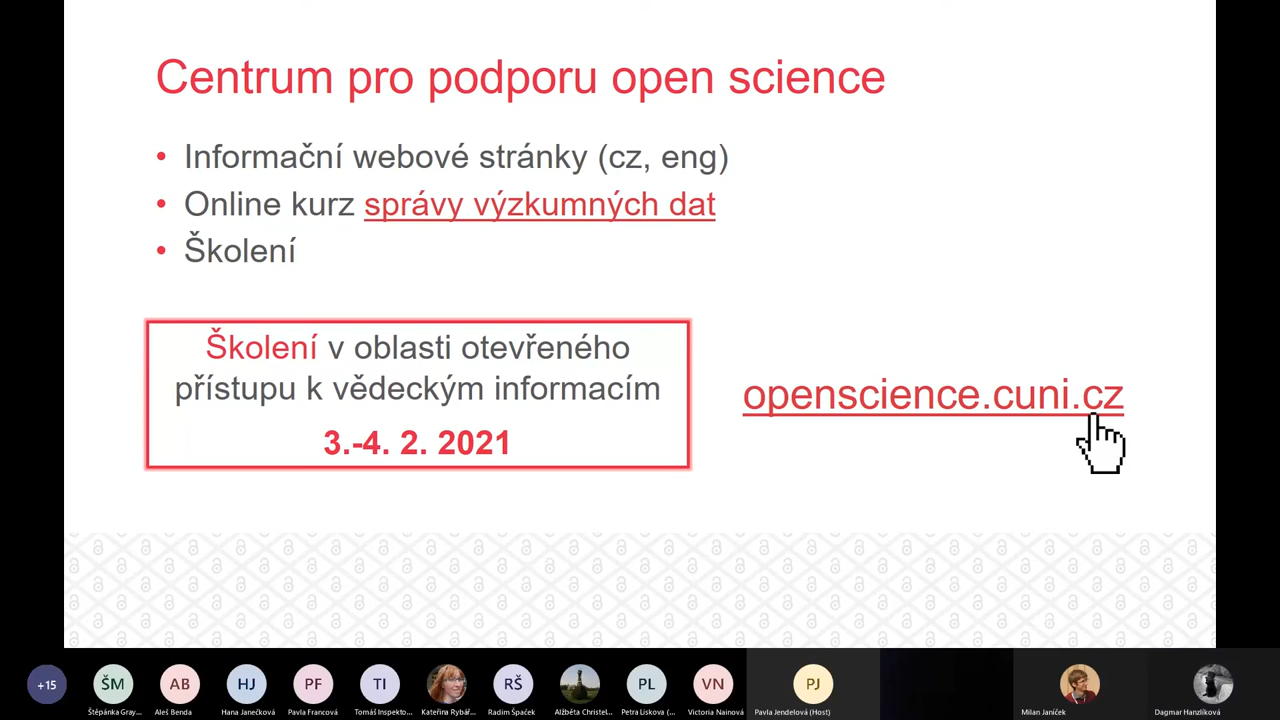 Centrum pro podporu open science
• Informační webové stránky (cz, eng)
• Online kurz správy výzkumných dat
• Školení
Školení v oblasti otevřeného
přístupu k vědeckým informacím
3.-4. 2. 2021
openscience.cuni.cz
+15
ŠM
AB
HJ
PF
TI
RŠ
PL
VN
PJ
Štěpánka Gray...
Aleš Benda
Hana Janečková
Pavla Francová
Tomáš Inspekto...
Kateřina Rybář...
Radim Špaček
Alžběta Christel...
Petra Liskova (...
Victoria Nainová
Pavla Jendelová (Host)
Milan Janíček
Dagmar Hanzlíková